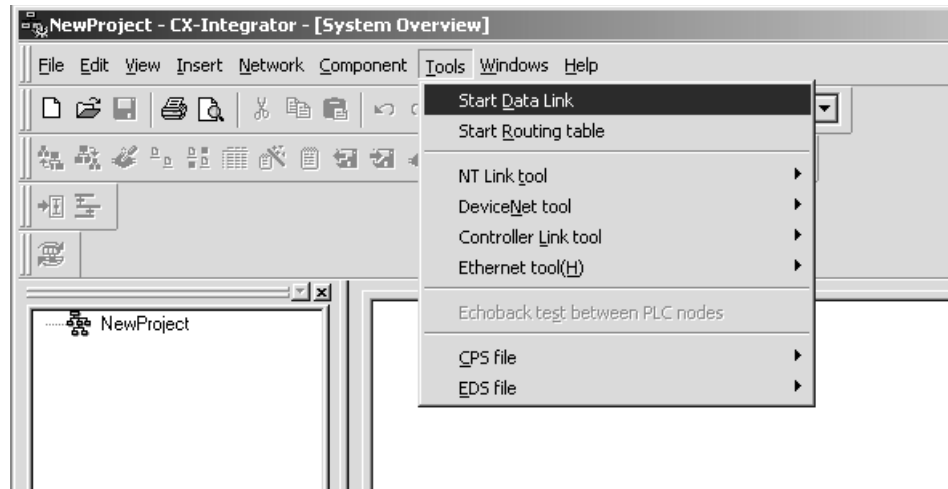 NewProject - CX-Integrator - [System Overview]
File Edit View Insert Network Component Tools Windows Help
Start Data Link
Start Routing table
NT Link tool
DeviceNet tool
Controller Link tool
Ethernet tool(H)
Echoback test between PLC nodes
CPS file
EDS file
NewProject